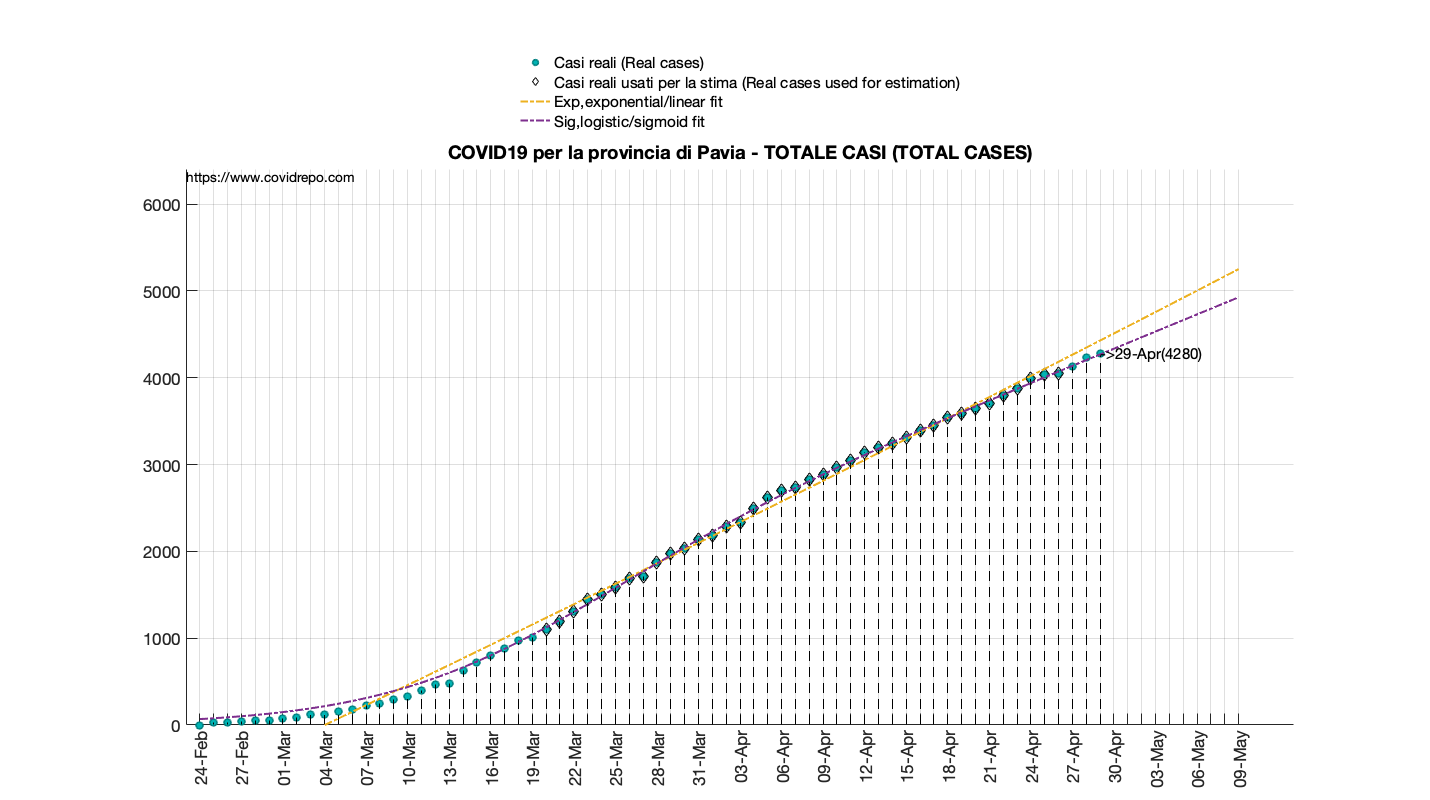 Casi reali (Real cases)
Casi reali usati per la stima (Real cases used for estimation)
Exp,exponential/linear fit
Sig,logistic/sigmoid fit
COVID19 per la provincia di Pavia - TOTALE CASI (TOTAL CASES)
https://www.covidrepo.com
6000
5000
4000
3000
2000
1000
0
>29-Apr(4280)
24-Feb
27-Feb
01-Mar
04-Mar
07-Mar
10-Mar
13-Mar
16-Mar
19-Mar
22-Mar
25-Mar
28-Mar
31-Mar
03-Apr
06-Apr
09-Apr
12-Apr
15-Apr
18-Apr
21-Apr
24-Apr
27-Apr
30-Apr
03-May
06-May
09-May